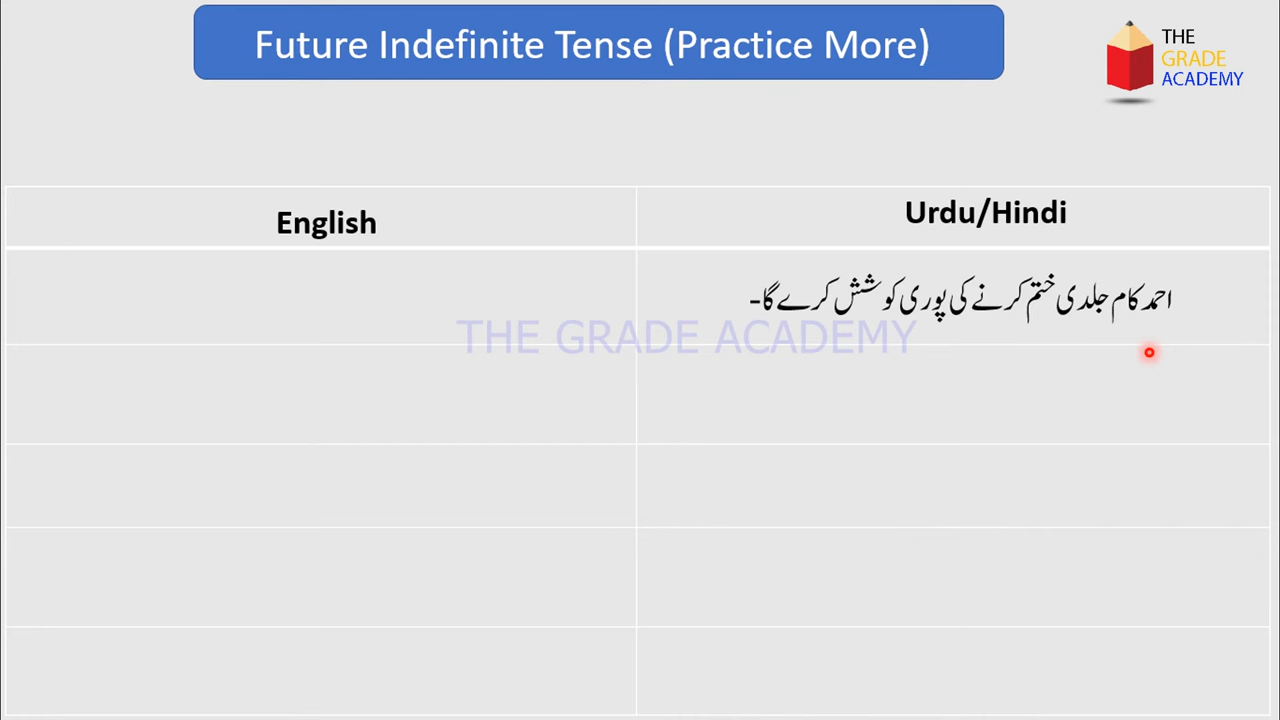 Future Indefinite Tense (Practice More)
THE
GRADE
ACADEMY
English
Urdu/Hindi
احمد کام جلدی ختم کرنے کی پوری کوشش کرے گا-
THE GRADE ACADEMY